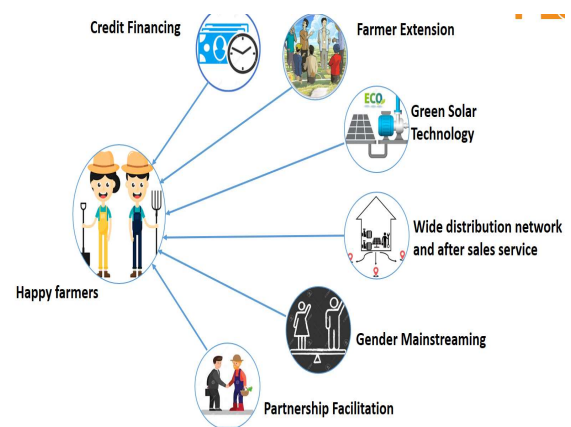 Credit Financing
Farmer Extension
ECO
Green Solar
Technology
Wide distribution network
and after sales service
Happy farmers
Gender Mainstreaming
Partnership Facilitation